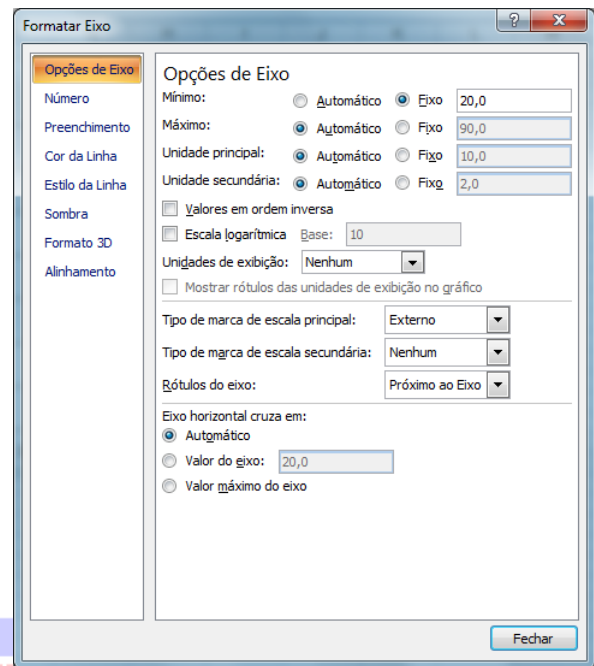 Formatar Eixo
Opções de Eixo
Número
Preenchimento
Cor da Linha
Estilo da Linha
Sombra
Formato 3D
Alinhamento
Opções de Eixo
Mínimo: Automático Fixo 20,0
Máximo: Automático Fixo 90,0
Unidade principal: Automático Fixo 10,0
Unidade secundária: Automático Fixo 2,0
Valores em ordem inversa
Escala logarítmica Base: 10
Unidades de exibição: Nenhum
Mostrar rótulos das unidades de exibição no gráfico
Tipo de marca de escala principal: Externo
Tipo de marca de escala secundária: Nenhum
Rótulos do eixo: Próximo ao Eixo
Eixo horizontal cruza em:
Automático
Valor do eixo: 20,0
Valor máximo do eixo
Fechar